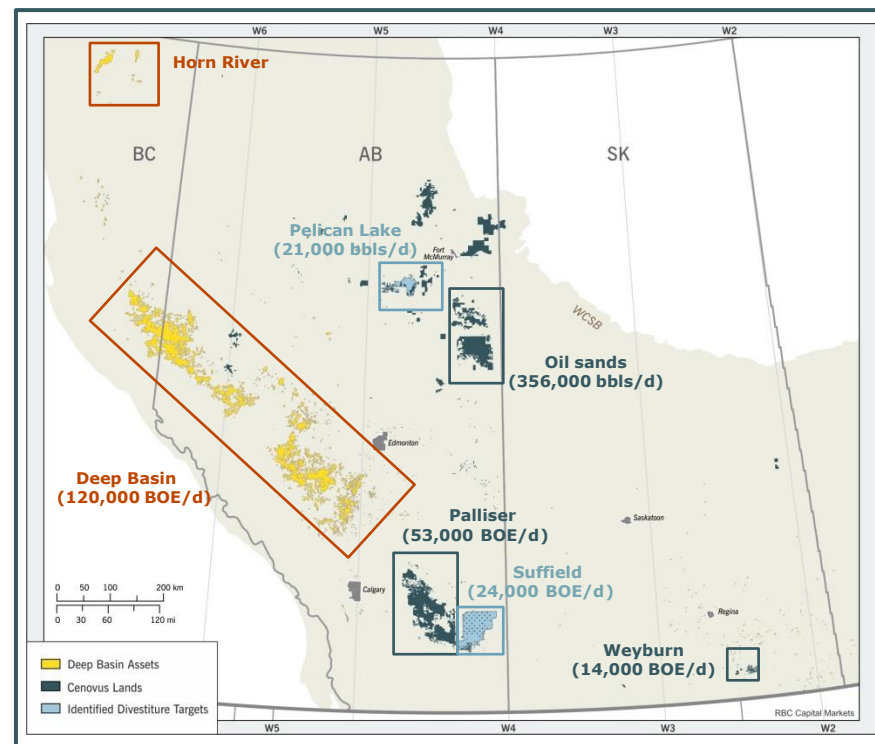 W6
W5
W4
W3
W2
Horn River
BC
AB
SK
Pelican Lake
(21,000 bbls/d)
Fort
McMurray
WCSB
Oil sands
(356,000 bbls/d)
Edmonton
Deep Basin
(120,000 BOE/d)
Palliser
(53,000 BOE/d)
Saskatoon
Suffield
(24,000 BOE/d)
Calgary
0 50 100 200 km
0 30 60 120 mi
Regina
Weyburn
(14,000 BOE/d)
Deep Basin Assets
Cenovus Lands
Identified Divestiture Targets
RBC Capital Markets
W5
W4
W3
W2